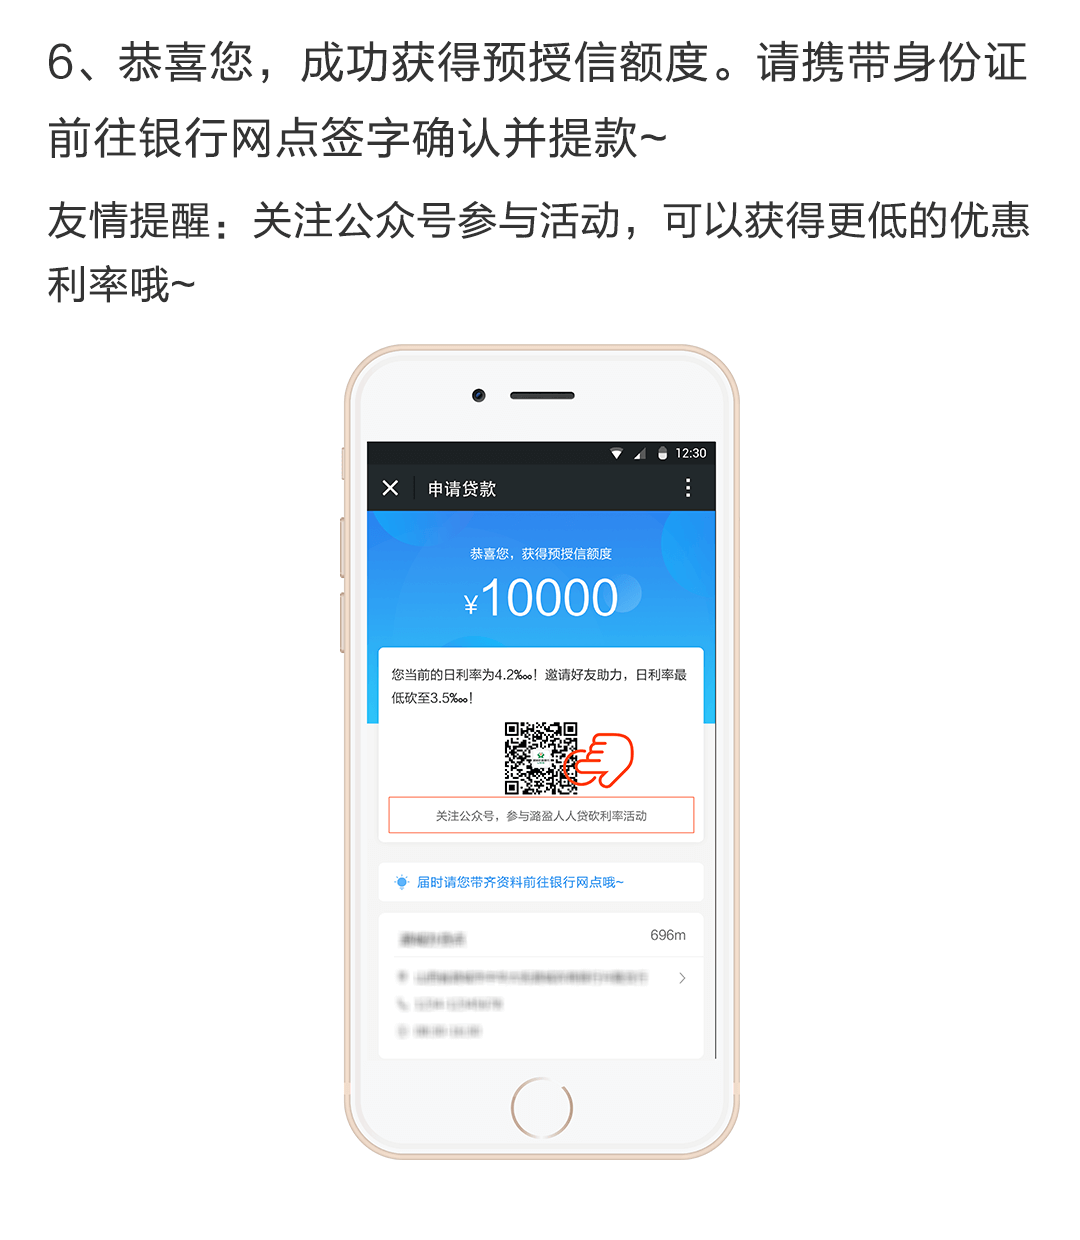 6、恭喜您，成功获得预授信额度。请携带身份证
前往银行网点签字确认并提款~
友情提醒：关注公众号参与活动，可以获得更低的优惠
利率哦~
12:30
申请贷款
恭喜您，获得预授信额度
¥10000
您当前的日利率为4.2‱！邀请好友助力，日利率最
低砍至3.5‱！
关注公众号，参与潞盈人人贷砍利率活动
届时请您带齐资料前往银行网点哦~
696m